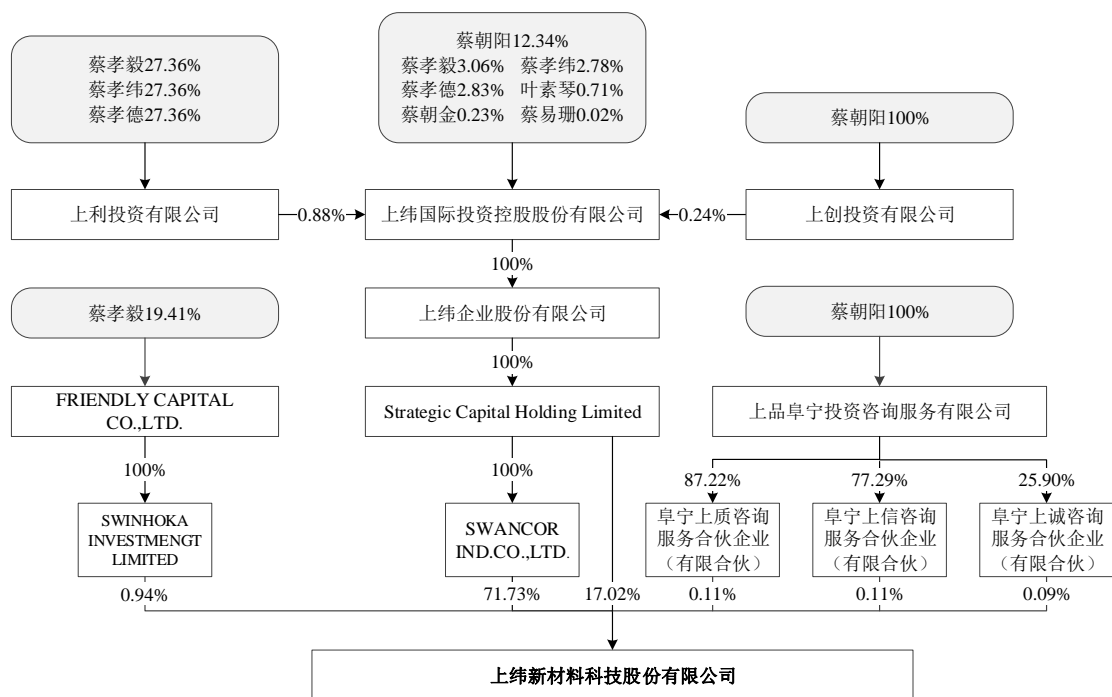 蔡孝毅27.36%
蔡孝纬27.36%
蔡孝德27.36%
蔡朝阳12.34%
蔡孝毅3.06% 蔡孝纬2.78%
蔡孝德2.83% 叶素琴0.71%
蔡朝金0.23% 蔡易珊0.02%
蔡朝阳100%
上利投资有限公司
0.88%
上纬国际投资控股股份有限公司
0.24%
上创投资有限公司
100%
蔡孝毅19.41%
上纬企业股份有限公司
蔡朝阳100%
100%
FRIENDLY CAPITAL
CO.,LTD.
Strategic Capital Holding Limited
上品阜宁投资咨询服务有限公司
100%
100%
87.22%
77.29%
25.90%
SWINHOKA
INVESTMENGT
LIMITED
SWANCOR
IND.CO.,LTD.
阜宁上质咨询
服务合伙企业
（有限合伙）
阜宁上信咨询
服务合伙企业
（有限合伙）
阜宁上诚咨询
服务合伙企业
（有限合伙）
0.94%
71.73%
17.02%
0.11%
0.11%
0.09%
上纬新材料科技股份有限公司